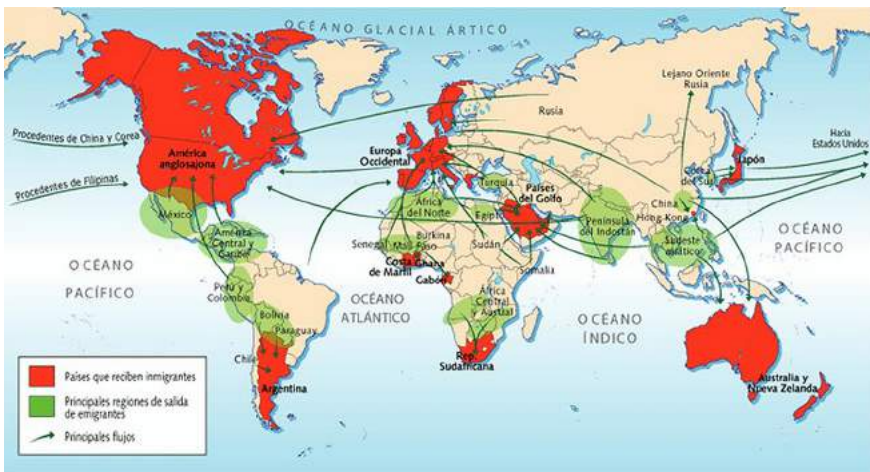 OCÉANO GLACIAL ÁRTICO
Lejano Oriente
Rusia
Rusia
Procedentes de China y Corea
Hacia
Estados Unidos
América
anglosajona
Europa
Occidental
Japón
Corea
del Sur
Procedentes de Filipinas
Turquía
Países
del Golfo
China
Hong Kong
México
África
del Norte
Egipto
Península
del Indostán
OCÉANO
PACÍFICO
América
Central y
Caribe
Senegal
Mali
Burkina
Faso
Sudán
Sudeste
asiático
OCÉANO
PACÍFICO
Costa
de Marfil
Ghana
Somalia
Gabón
Perú y
Colombia
OCÉANO
ATLÁNTICO
África
Central
y Austral
OCÉANO
ÍNDICO
Bolivia
Paraguay
Chile
Rep.
Sudafricana
Argentina
Australia y
Nueva Zelanda
Países que reciben inmigrantes
Principales regiones de salida
de emigrantes
Principales flujos